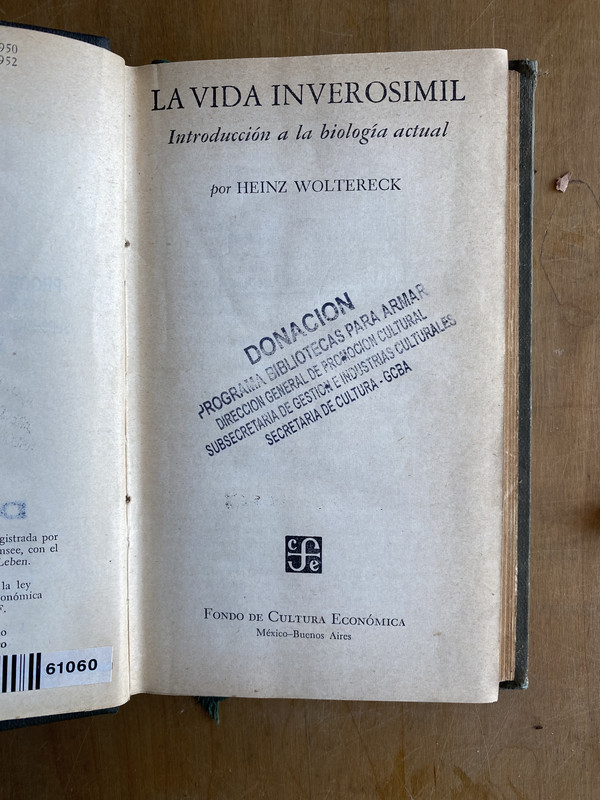 950
952
gistrada por
nsee, con el
Leben.
la ley
onómica
F.
o
o
61060
LA VIDA INVEROSIMIL
Introducción a la biología actual
por HEINZ WOLTERECK
DONACION
PROGRAMA BIBLIOTECAS PARA ARMAR
DIRECCION GENERAL DE PROMOCION CULTURAL
SUBSECRETARIA DE GESTION E INDUSTRIAS CULTURALES
SECRETARIA DE CULTURA - GCBA
cfe
FONDO DE CULTURA ECONÓMICA
México—Buenos Aires